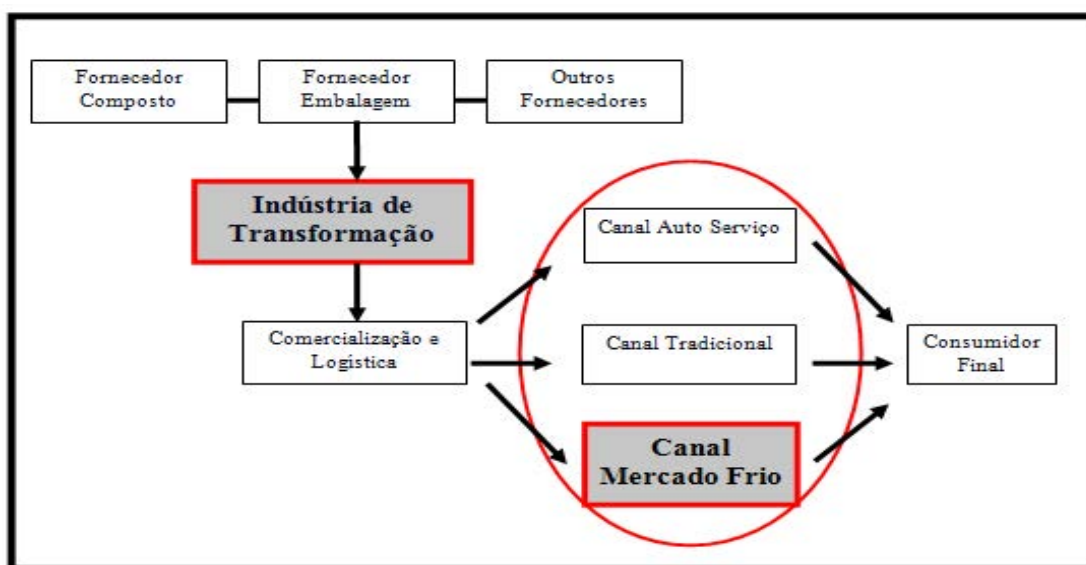 Fornecedor
Composto
Fornecedor
Embalagem
Outros
Fornecedores
Indústria de
Transformação
Canal Auto Serviço
Comercialização e
Logística
Canal Tradicional
Consumidor
Final
Canal
Mercado Frio